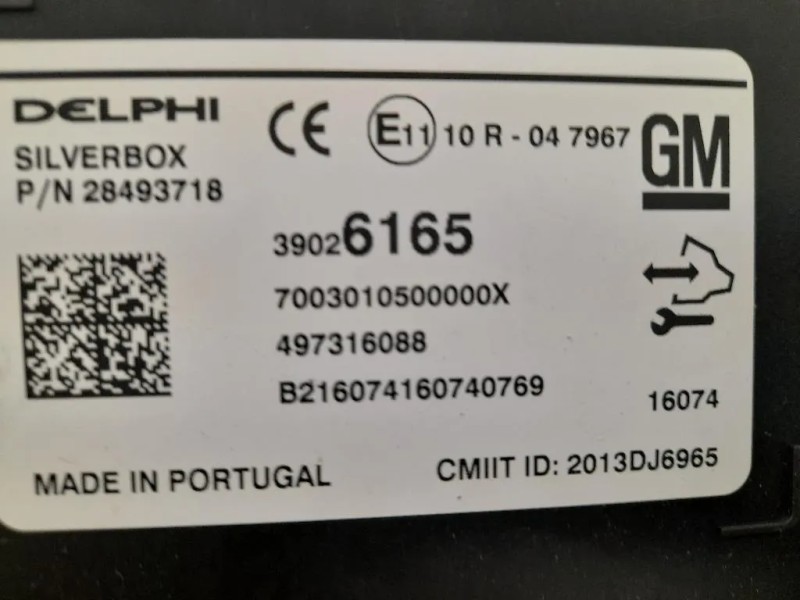 DELPHI
SILVERBOX
P/N 28493718
CE
E11 10 R - 04 7967
GM
39026165
7003010500000X
497316088
B216074160740769
16074
MADE IN PORTUGAL
CMIIT ID: 2013DJ6965